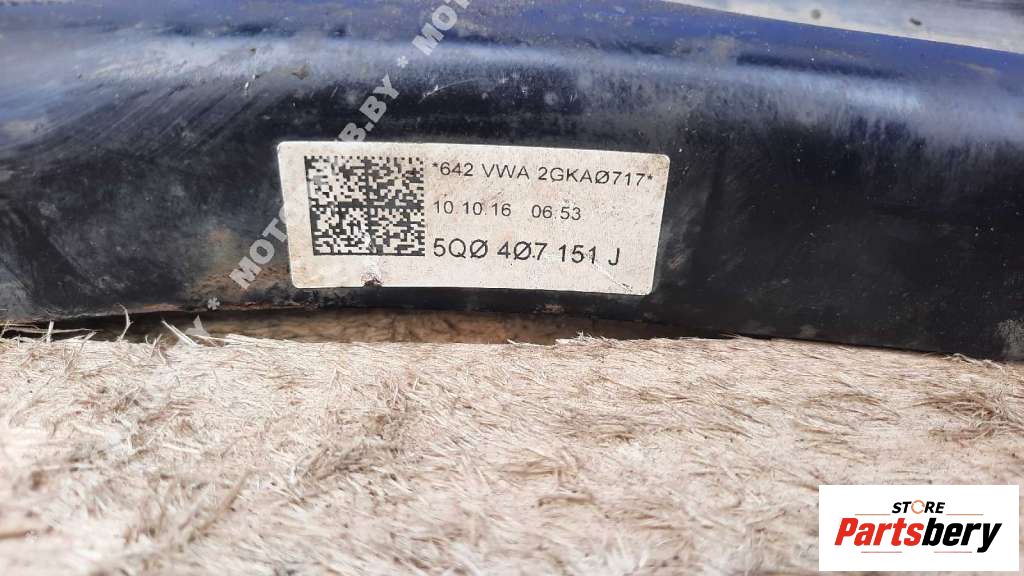 *642 VWA 2GKAØ717*
10.10.16 06:53
5QØ 4Ø7 151 J
STORE
Partsbery